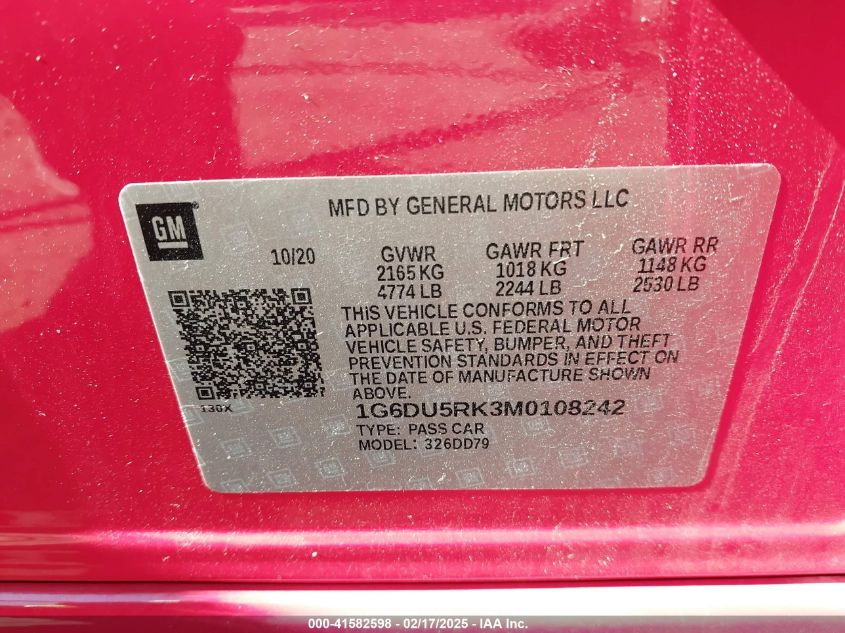 GM
MFD BY GENERAL MOTORS LLC
10/20
GVWR
2165 KG
4774 LB
GAWR FRT
1018 KG
2244 LB
GAWR RR
1148 KG
2530 LB
THIS VEHICLE CONFORMS TO ALL
APPLICABLE U.S. FEDERAL MOTOR
VEHICLE SAFETY, BUMPER, AND THEFT
PREVENTION STANDARDS IN EFFECT ON
THE DATE OF MANUFACTURE SHOWN
ABOVE.
130X
1G6DU5RK3M0108242
TYPE: PASS CAR
MODEL: 326DD79
000-41582598 - 02/17/2025 - IAA Inc.